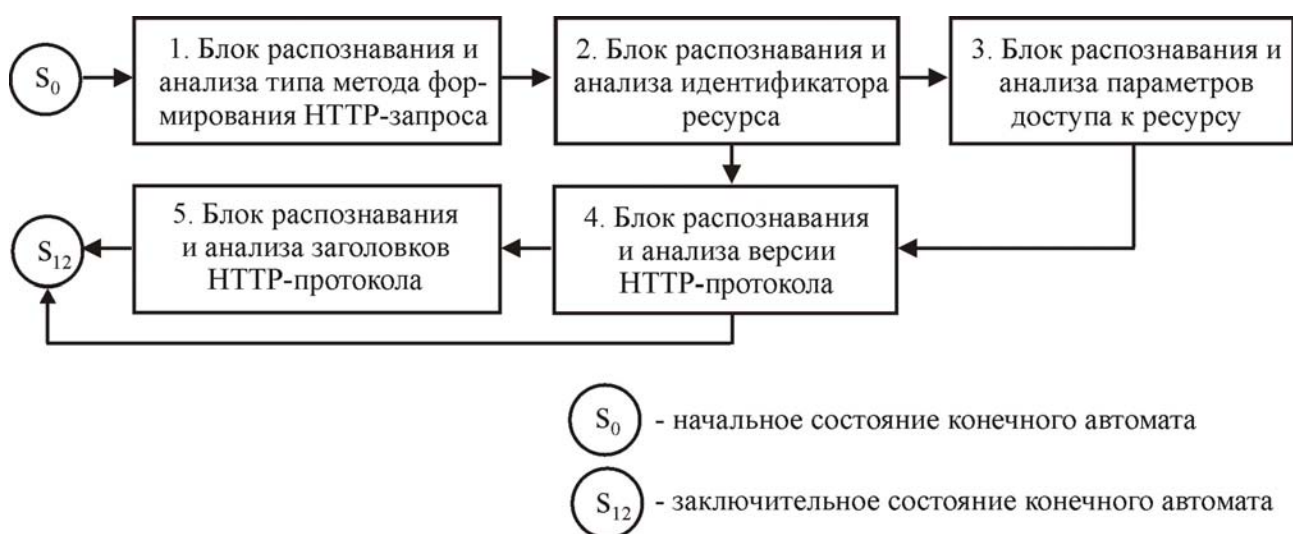 S0
1. Блок распознавания и
анализа типа метода фор-
мирования HTTP-запроса
2. Блок распознавания и
анализа идентификатора
ресурса
3. Блок распознавания и
анализа параметров
доступа к ресурсу
S12
5. Блок распознавания
и анализа заголовков
HTTP-протокола
4. Блок распознавания
и анализа версии
HTTP-протокола
S0 - начальное состояние конечного автомата
S12 - заключительное состояние конечного автомата